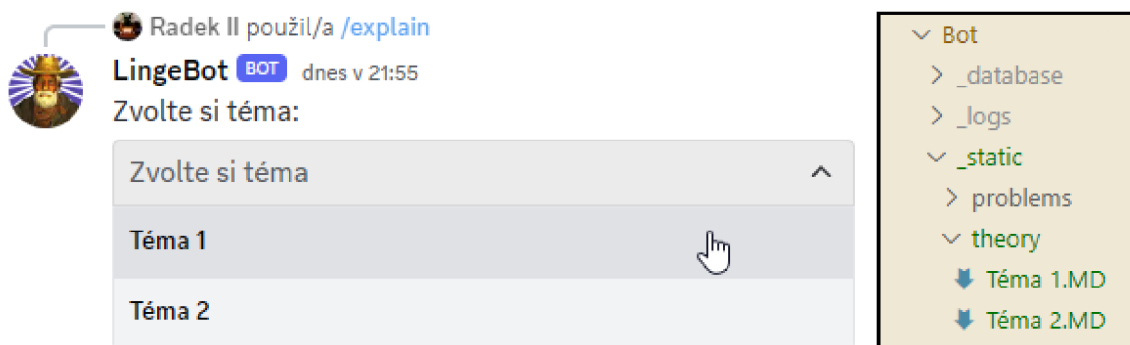 Radek II použil/a /explain
LingeBot BOT dnes v 21:55
Zvolte si téma:
Zvolte si téma
Téma 1
Téma 2
Bot
_database
_logs
_static
problems
theory
Téma 1.MD
Téma 2.MD